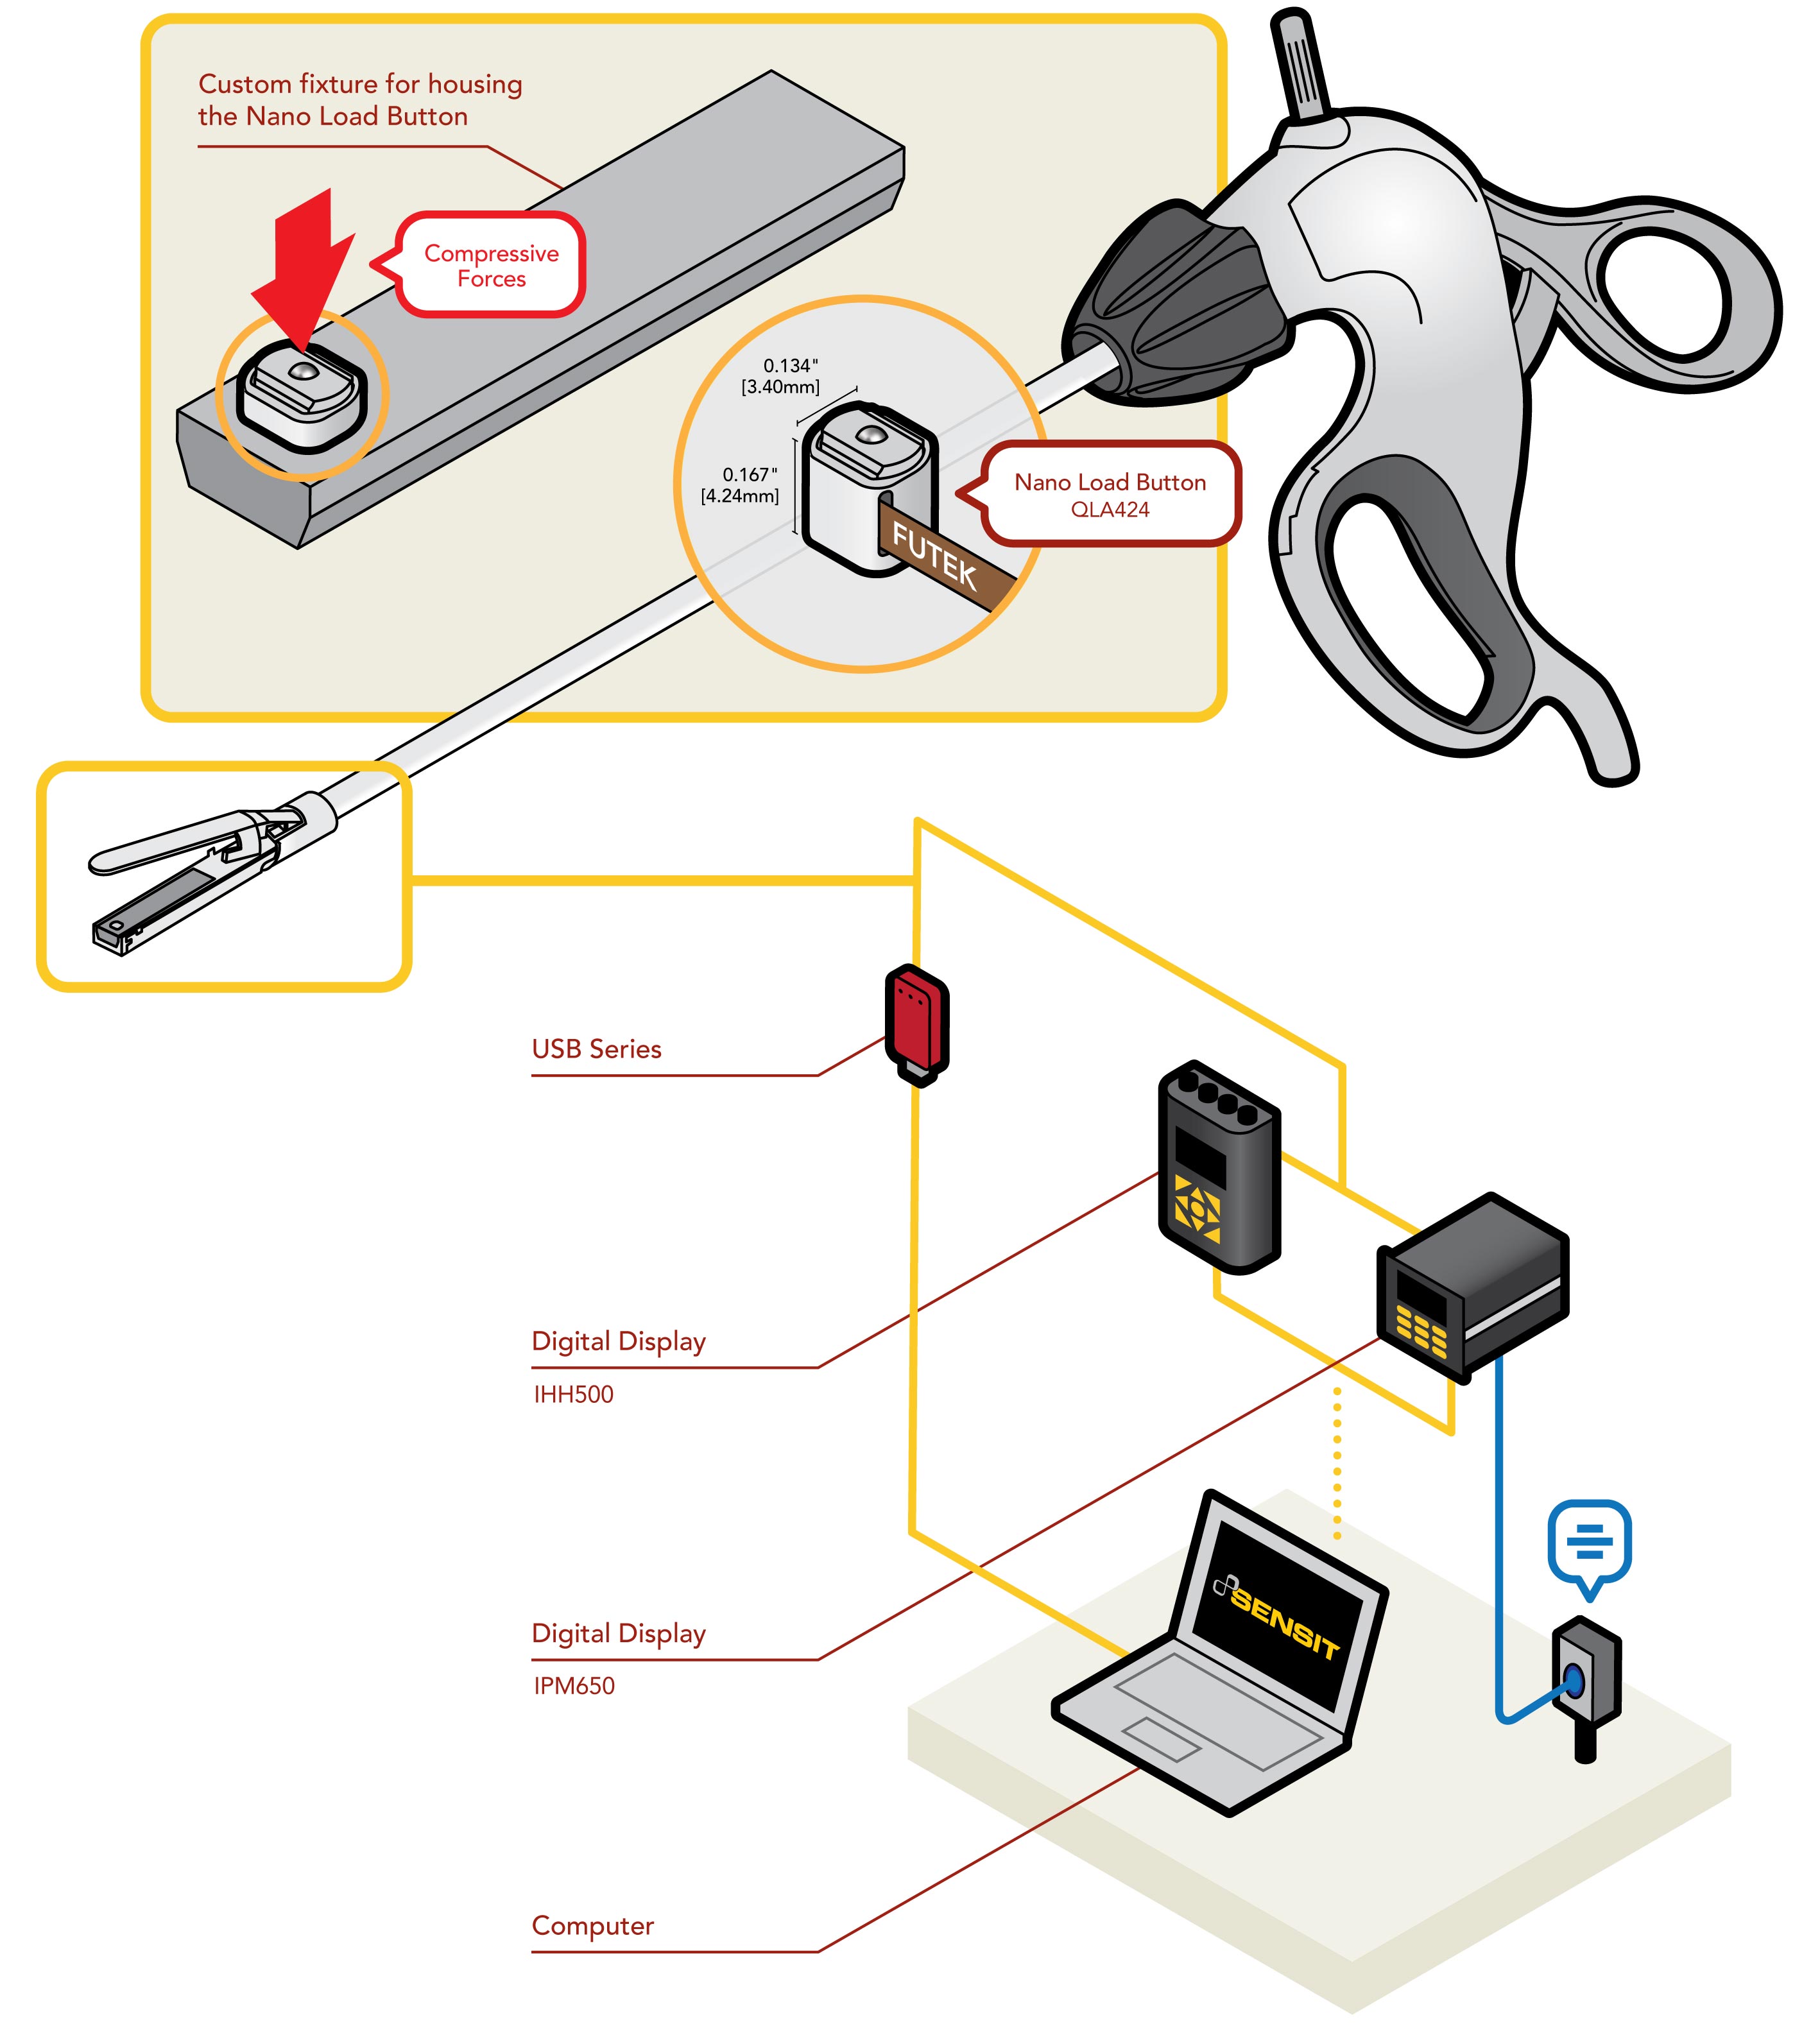 Custom fixture for housing
the Nano Load Button
Compressive
Forces
0.134"
[3.40mm]
0.167"
[4.24mm]
Nano Load Button
QLA424
FUTEK
USB Series
Digital Display
IHH500
Digital Display
IPM650
SENSIT
Computer